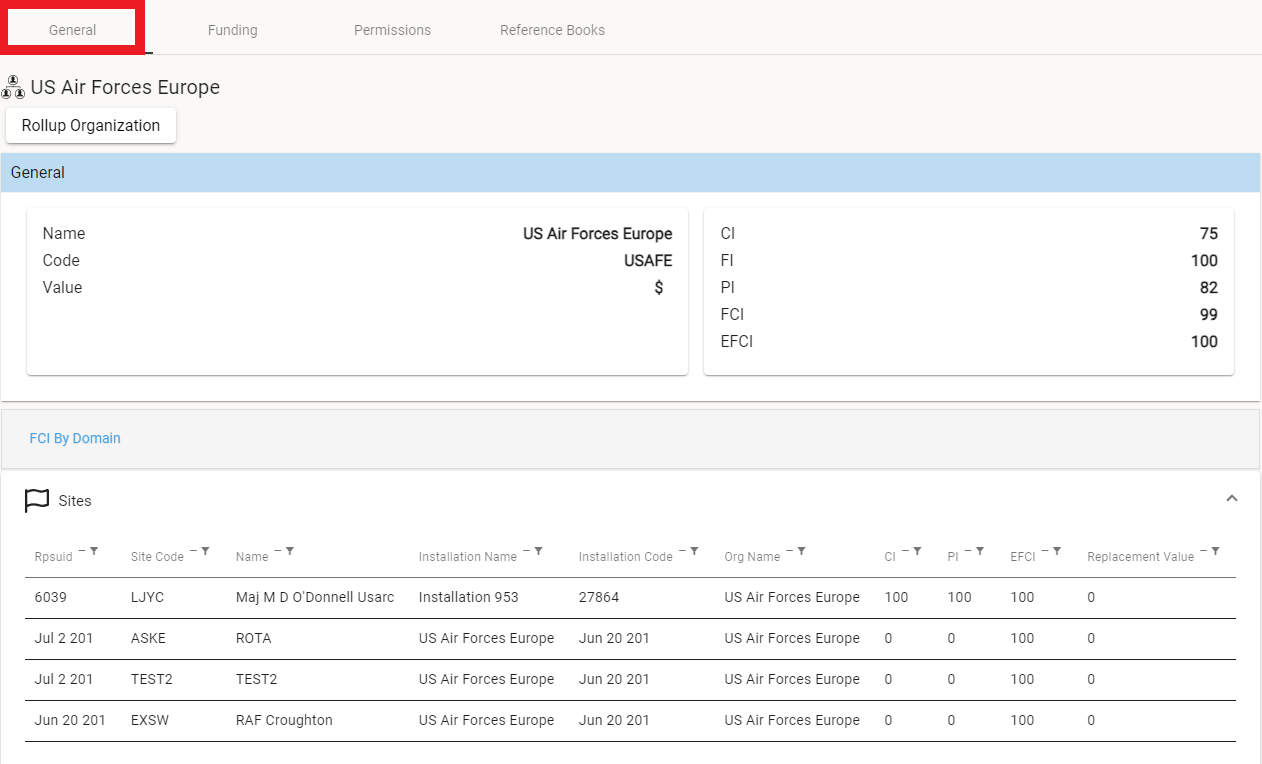 General Funding Permissions Reference Books
US Air Forces Europe
Rollup Organization
General
Name US Air Forces Europe CI 75
Code USAFE FI 100
Value $ PI 82
FCI 99
EFCI 100
FCI By Domain
Sites
Rpsuid Site Code Name Installation Name Installation Code Org Name CI PI EFCI Replacement Value
6039 LJYC Maj M D O'Donnell Usarc Installation 953 27864 US Air Forces Europe 100 100 100 0
Jul 2 201 ASKE ROTA US Air Forces Europe Jun 20 201 US Air Forces Europe 0 0 100 0
Jul 2 201 TEST2 TEST2 US Air Forces Europe Jun 20 201 US Air Forces Europe 0 0 100 0
Jun 20 201 EXSW RAF Croughton US Air Forces Europe Jun 20 201 US Air Forces Europe 0 0 100 0